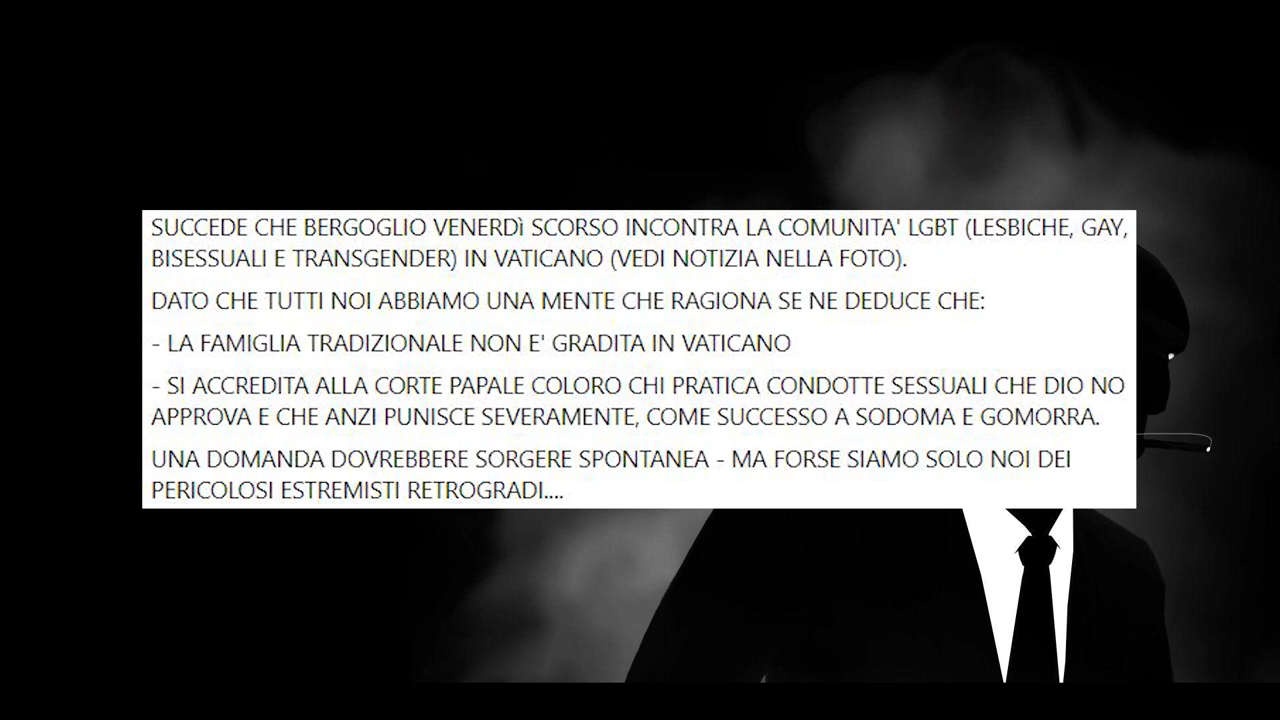 SUCCEDE CHE BERGOGLIO VENERDÌ SCORSO INCONTRA LA COMUNITA' LGBT (LESBICHE, GAY,
BISESSUALI E TRANSGENDER) IN VATICANO (VEDI NOTIZIA NELLA FOTO).
DATO CHE TUTTI NOI ABBIAMO UNA MENTE CHE RAGIONA SE NE DEDUCE CHE:
- LA FAMIGLIA TRADIZIONALE NON E' GRADITA IN VATICANO
- SI ACCREDITA ALLA CORTE PAPALE COLORO CHI PRATICA CONDOTTE SESSUALI CHE DIO NO
APPROVA E CHE ANZI PUNISCE SEVERAMENTE, COME SUCCESSO A SODOMA E GOMORRA.
UNA DOMANDA DOVREBBERE SORGERE SPONTANEA - MA FORSE SIAMO SOLO NOI DEI
PERICOLOSI ESTREMISTI RETROGRADI....